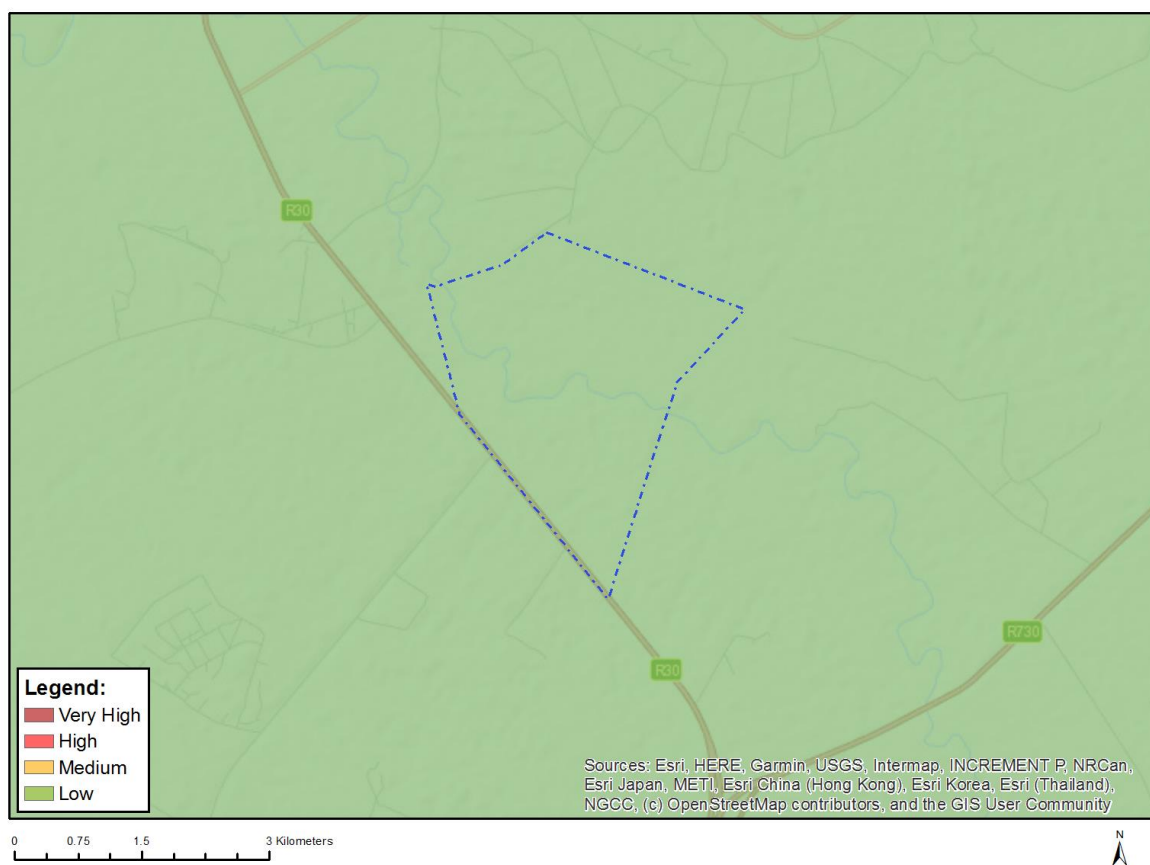 R30
R730
R30
Legend:
Very High
High
Medium
Low
Sources: Esri, HERE, Garmin, USGS, Intermap, INCREMENT P, NRCan,
Esri Japan, METI, Esri China (Hong Kong), Esri Korea, Esri (Thailand),
NGCC, (c) OpenStreetMap contributors, and the GIS User Community
0 0.75 1.5 3 Kilometers
N